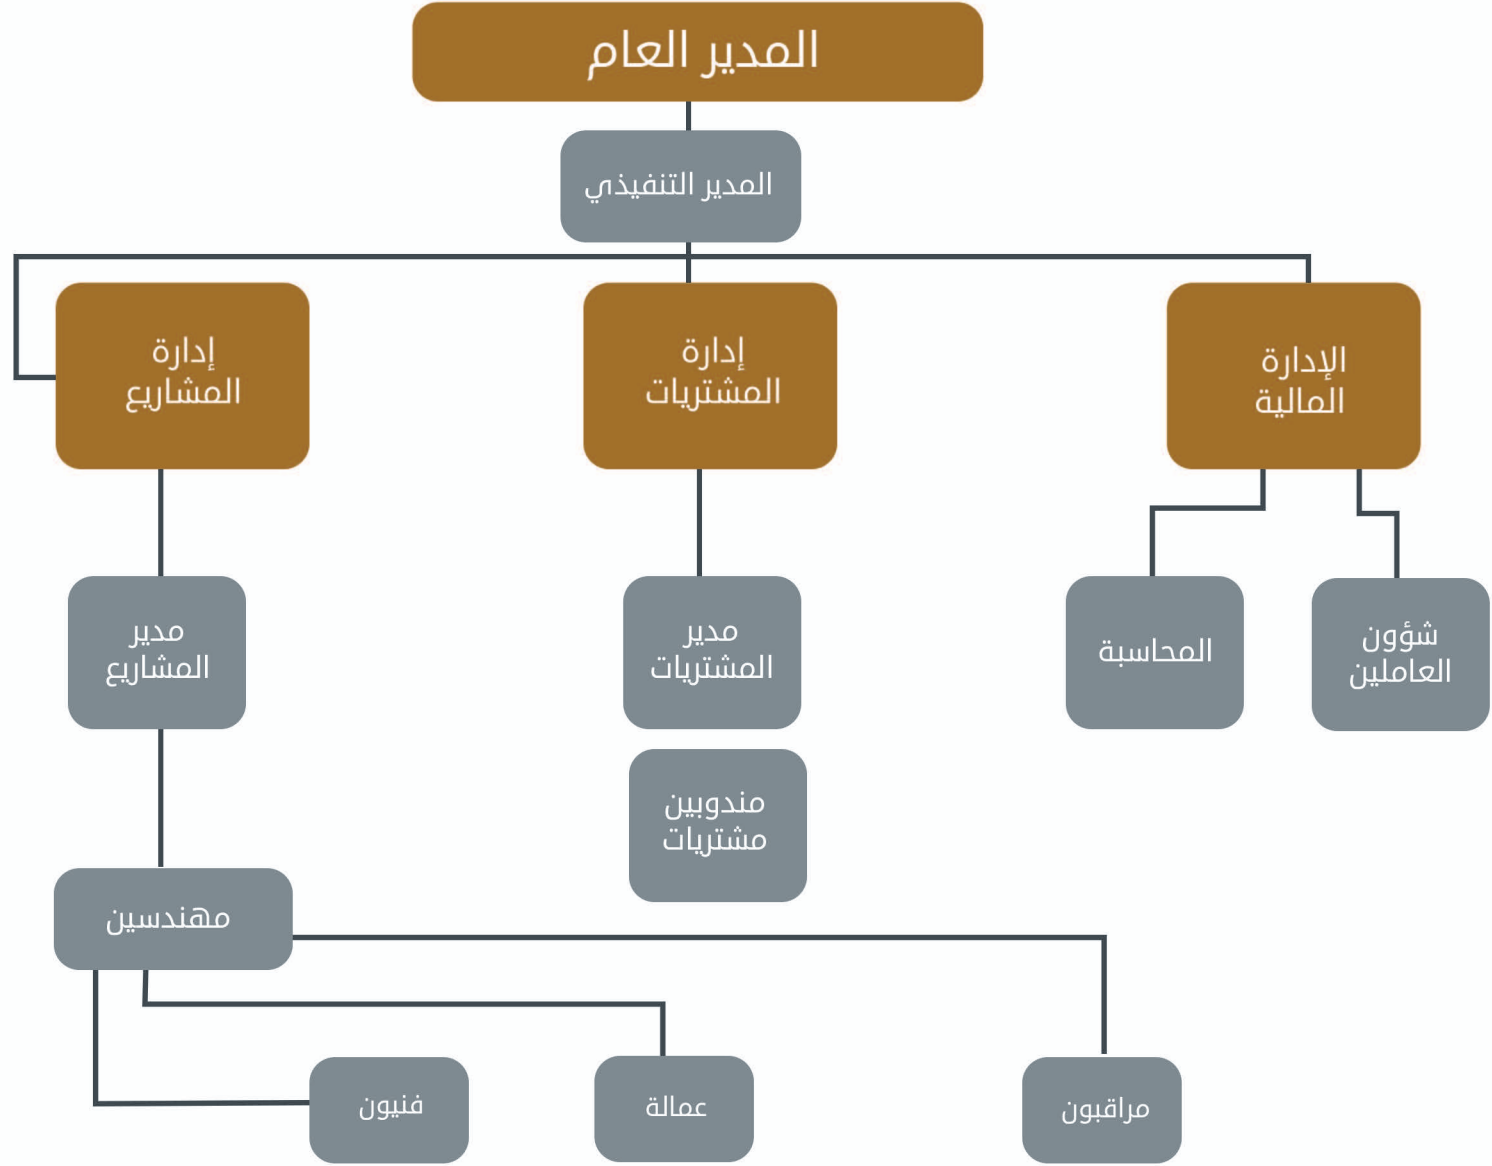 المدير العام
المدير التنفيذي
الإدارة
المالية
إدارة
المشتريات
إدارة
المشاريع
شؤون
العاملين
المحاسبة
مدير
المشتريات
مدير
المشاريع
مندوبين
مشتريات
مهندسين
مراقبون
عمالة
فنيون